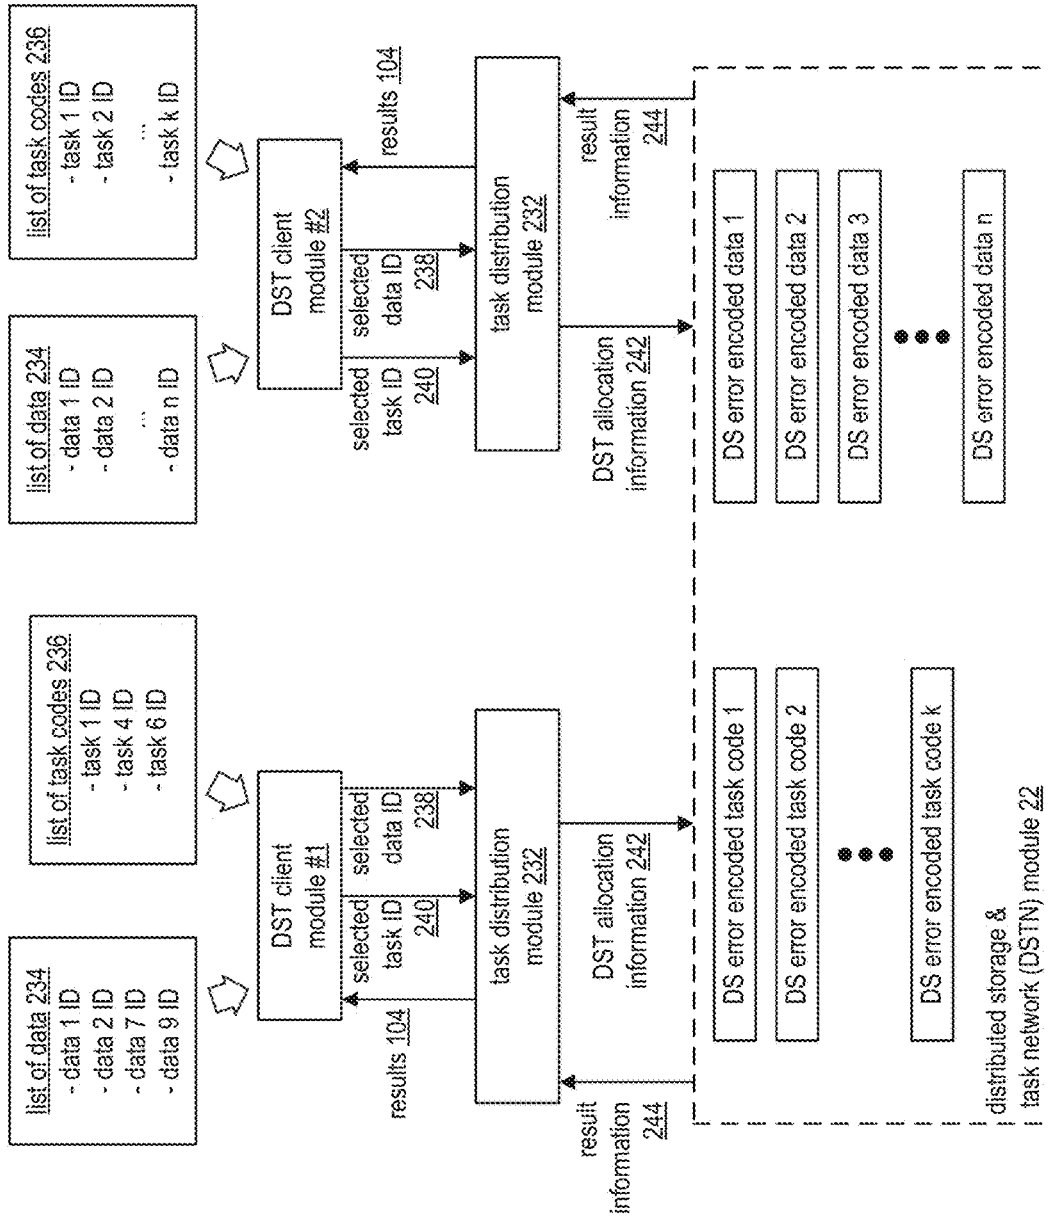 list of data 234
- data 1 ID
- data 2 ID
- data 7 ID
- data 9 ID
list of task codes 236
- task 1 ID
- task 4 ID
- task 6 ID
list of data 234
- data 1 ID
- data 2 ID
...
- data n ID
list of task codes 236
- task 1 ID
- task 2 ID
...
- task k ID
DST client
module #1
DST client
module #2
results 104
selected
task ID
240
selected
data ID
238
selected
task ID
240
selected
data ID
238
results 104
task distribution
module 232
task distribution
module 232
result
information
244
DST allocation
information 242
DST allocation
information 242
result
information
244
DS error encoded task code 1
DS error encoded task code 2
DS error encoded task code k
DS error encoded data 1
DS error encoded data 2
DS error encoded data 3
DS error encoded data n
distributed storage &
task network (DSTN) module 22